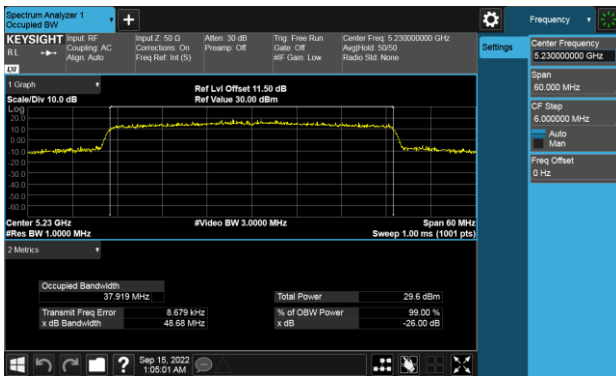 Spectrum Analyzer 1
Occupied BW
+
Frequency
KEYSIGHT
R L
LXI
Input: RF
Coupling: AC
Align: Auto
Input Z: 50 Ω
Corrections: On
Freq Ref: Int (S)
Atten: 30 dB
Preamp: Off
Trig: Free Run
Gate: Off
#IF Gain: Low
Center Freq: 5.230000000 GHz
Avg|Hold: 50/50
Radio Std: None
Settings
Center Frequency
5.230000000 GHz
Span
60.000 MHz
CF Step
6.000000 MHz
Auto
Man
Freq Offset
0 Hz
1 Graph
Scale/Div 10.0 dB
Ref Lvl Offset 11.50 dB
Ref Value 30.00 dBm
Log
20.0
10.0
0.00
-10.0
-20.0
-30.0
-40.0
-50.0
-60.0
Center 5.23 GHz
#Video BW 3.0000 MHz
Span 60 MHz
#Res BW 1.0000 MHz
Sweep 1.00 ms (1001 pts)
2 Metrics
Occupied Bandwidth
37.919 MHz
Total Power 29.6 dBm
Transmit Freq Error 8.679 kHz
% of OBW Power 99.00 %
x dB Bandwidth 48.68 MHz
x dB -26.00 dB
?
Sep 15, 2022
1:05:01 AM